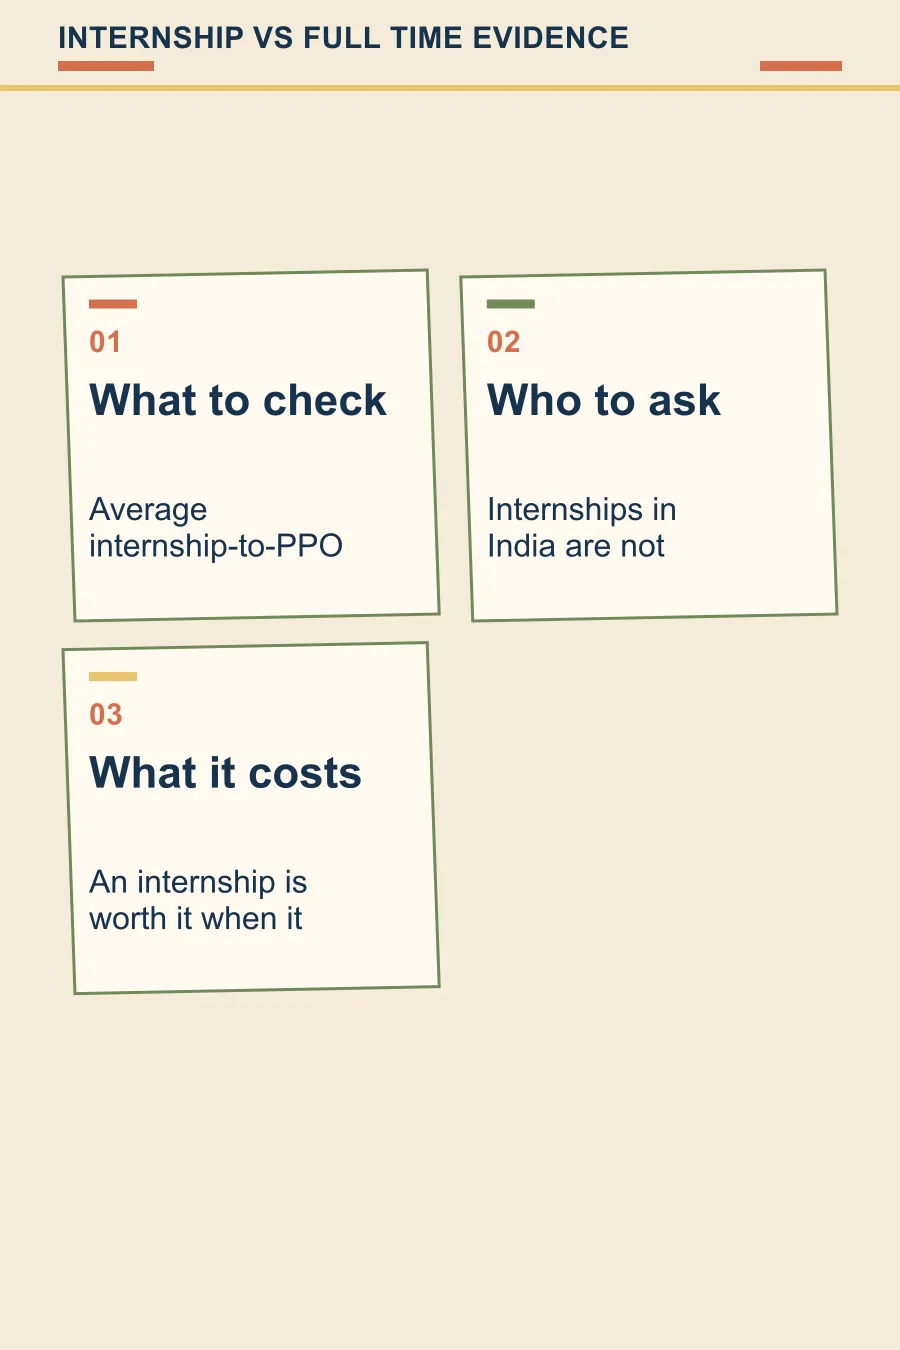 INTERNSHIP VS FULL TIME EVIDENCE
01
What to check
Average
internship-to-PPO
02
Who to ask
Internships in
India are not
03
What it costs
An internship is
worth it when it